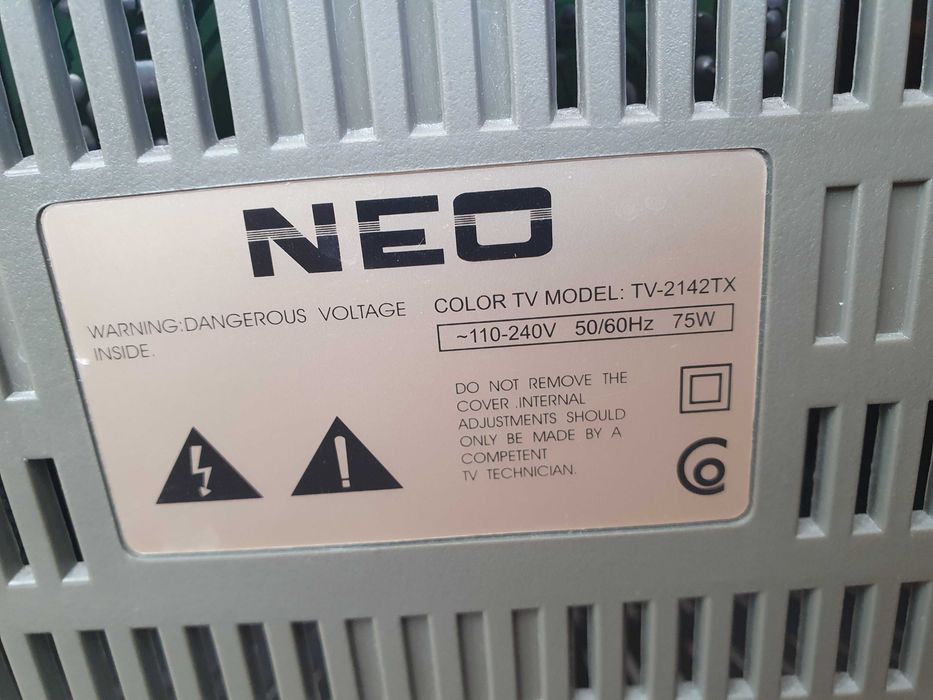 NEO
COLOR TV MODEL: TV-2142TX
~110-240V 50/60Hz 75W
WARNING:DANGEROUS VOLTAGE
INSIDE.
DO NOT REMOVE THE
COVER .INTERNAL
ADJUSTMENTS SHOULD
ONLY BE MADE BY A
COMPETENT
TV TECHNICIAN.